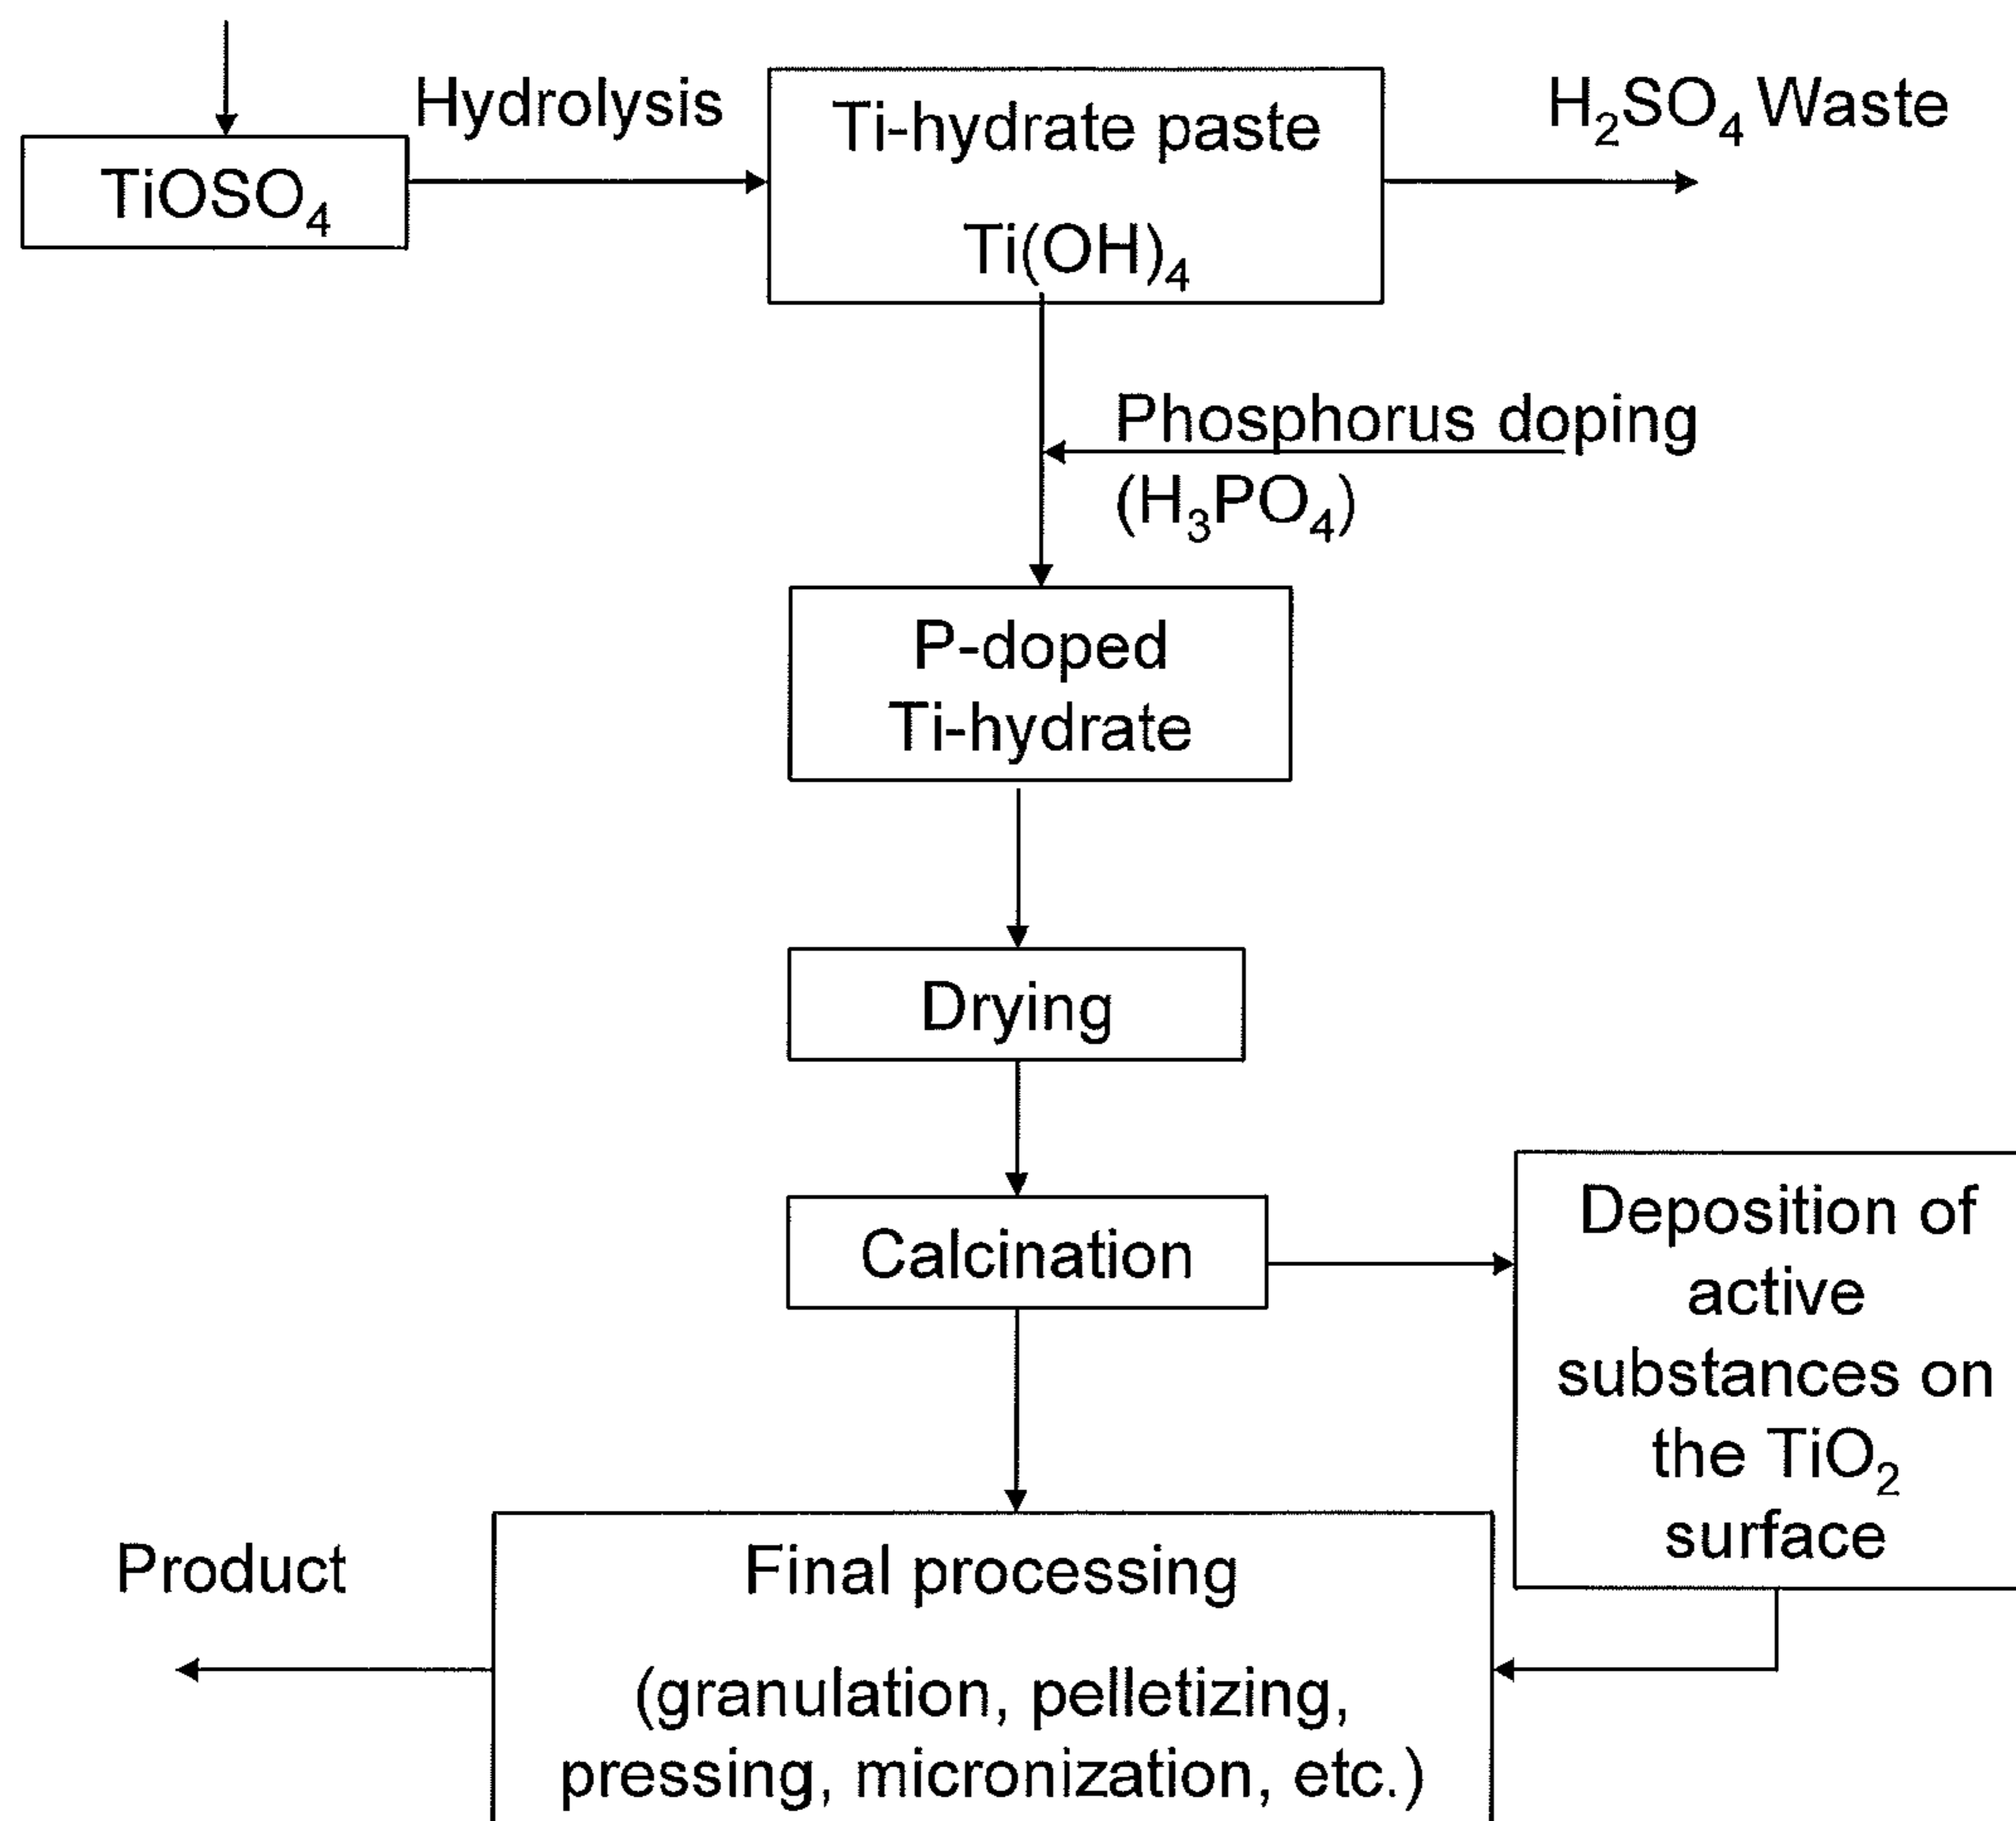 Hydrolysis
TiOSO₄
Ti-hydrate paste
Ti(OH)₄
H₂SO₄ Waste
Phosphorus doping
(H₃PO₄)
P-doped
Ti-hydrate
Drying
Calcination
Deposition of
active
substances on
the TiO₂
surface
Product
Final processing
(granulation, pelletizing,
pressing, micronization, etc.)